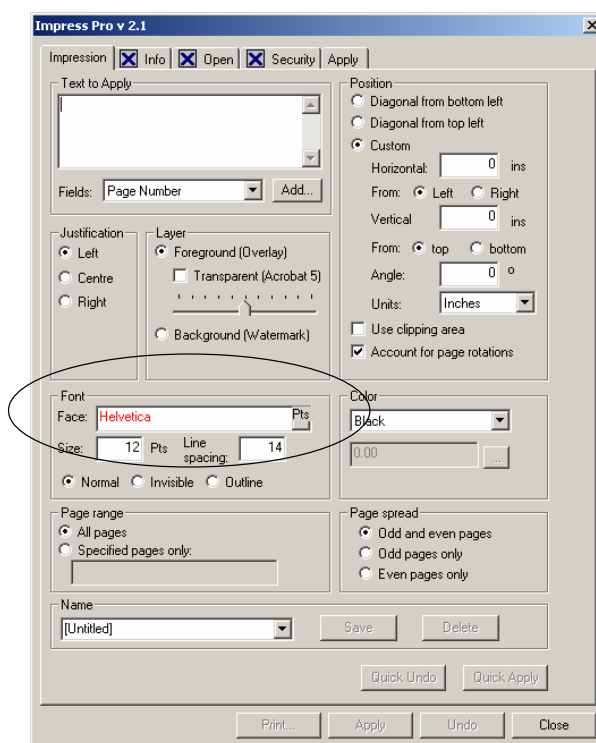 Impress Pro v 2.1
Impression Info Open Security Apply
Text to Apply
Fields: Page Number Add...
Justification
Left
Centre
Right
Layer
Foreground (Overlay)
Transparent (Acrobat 5)
Background (Watermark)
Position
Diagonal from bottom left
Diagonal from top left
Custom
Horizontal: 0 ins
From: Left Right
Vertical 0 ins
From: top bottom
Angle: 0 º
Units: Inches
Use clipping area
Account for page rotations
Font
Face: Helvetica Pts
Size: 12 Pts Line spacing: 14
Normal Invisible Outline
Color
Black
0.00 ...
Page range
All pages
Specified pages only:
Page spread
Odd and even pages
Odd pages only
Even pages only
Name
[Untitled] Save Delete
Quick Undo Quick Apply
Print... Apply Undo Close